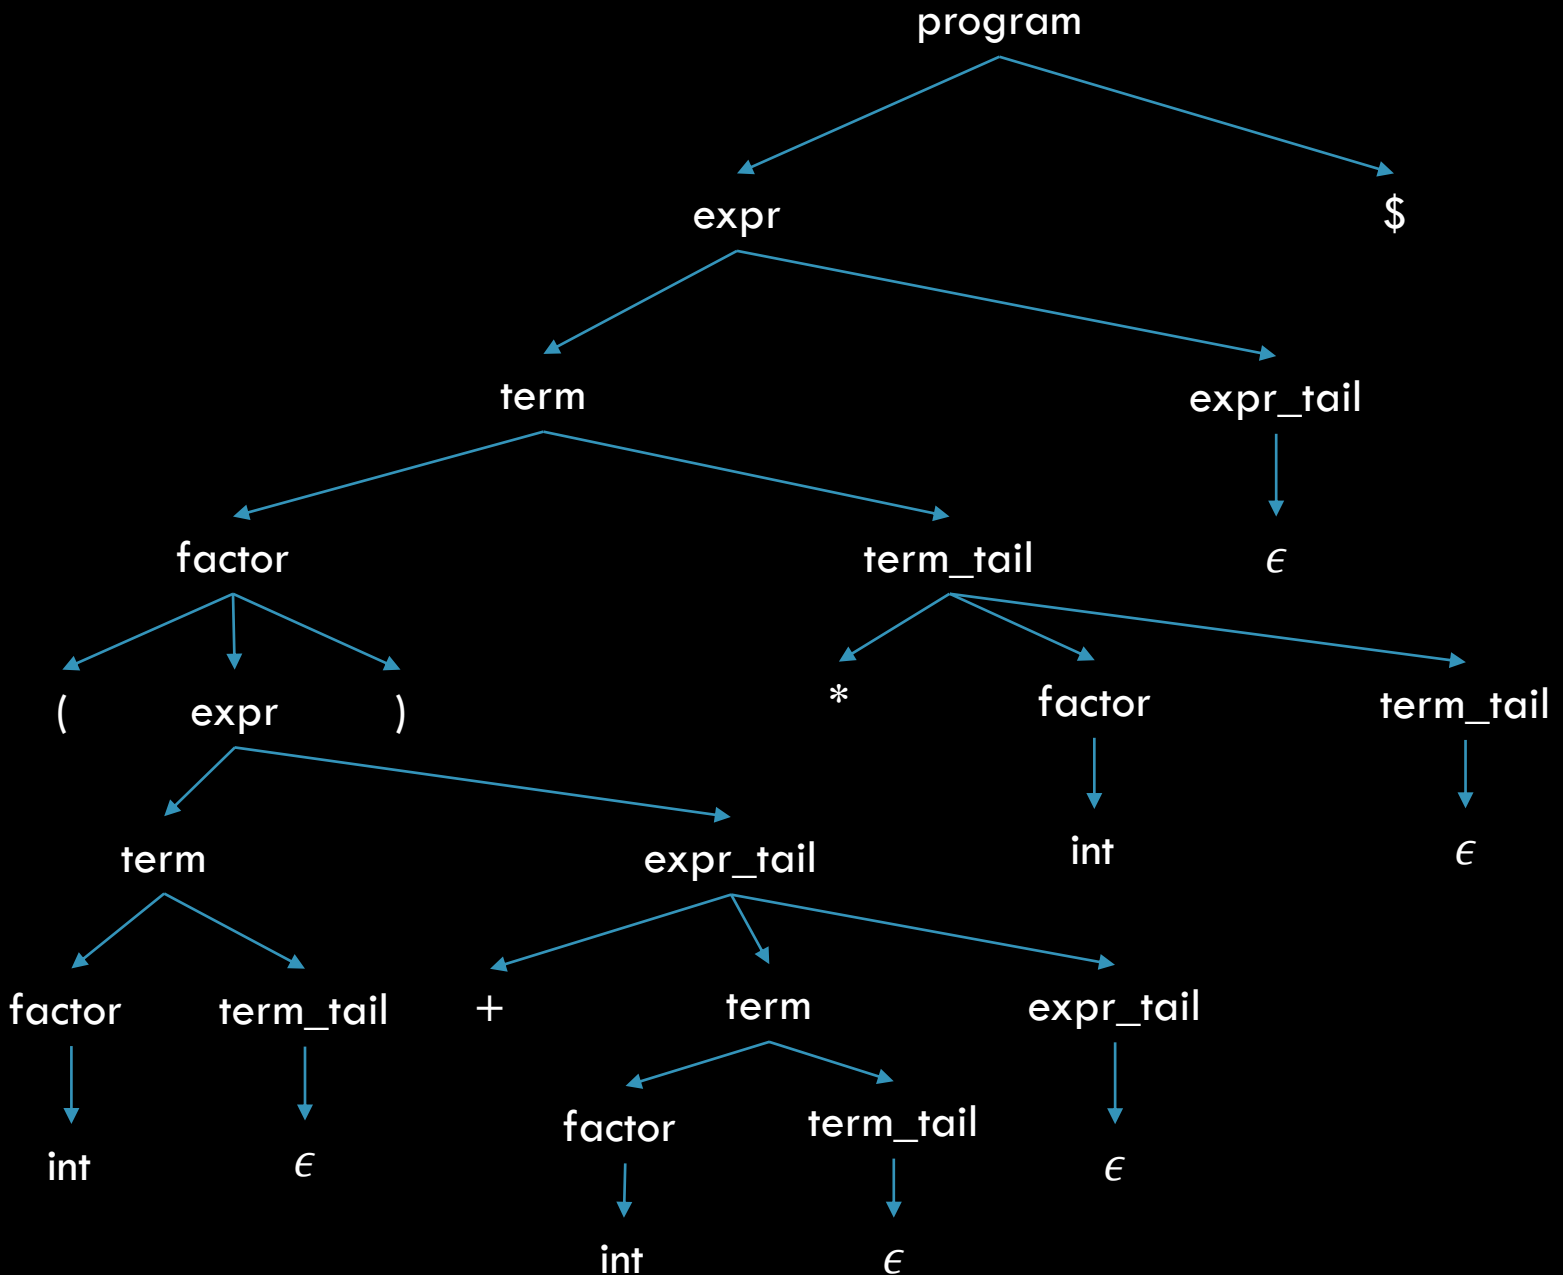 program
expr $
term expr_tail
factor term_tail ϵ
( expr ) * factor term_tail
term expr_tail int ϵ
factor term_tail + term expr_tail
int ϵ factor term_tail ϵ
int ϵ